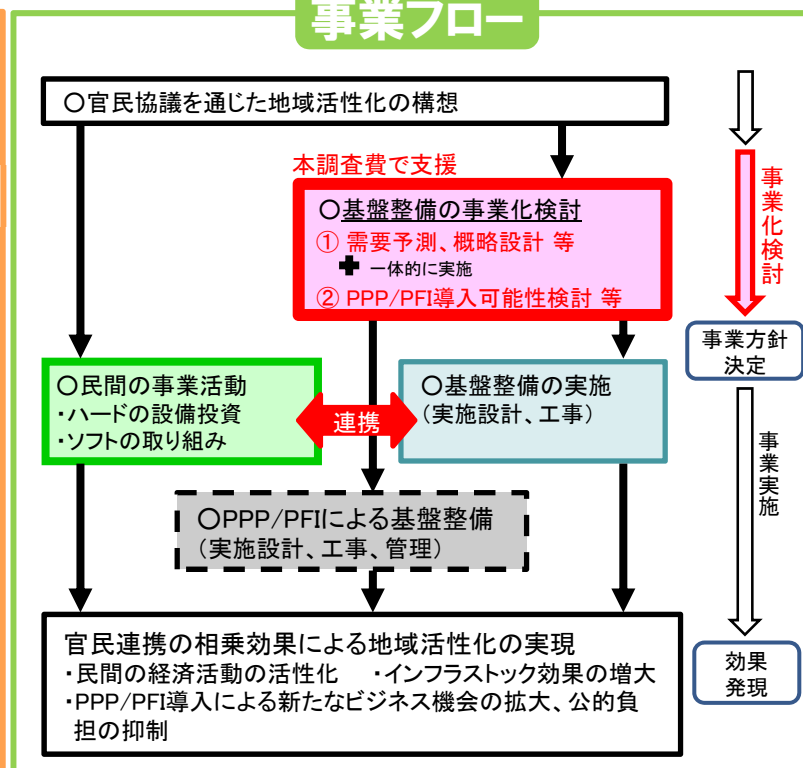 事業フロー
〇官民協議を通じた地域活性化の構想
本調査費で支援
〇基盤整備の事業化検討
① 需要予測、概略設計 等
✚ 一体的に実施
② PPP/PFI導入可能性検討 等
事業化検討
事業方針
決定
〇民間の事業活動
・ハードの設備投資
・ソフトの取り組み
連携
〇基盤整備の実施
(実施設計、工事)
事業実施
〇PPP/PFIによる基盤整備
(実施設計、工事、管理)
官民連携の相乗効果による地域活性化の実現
・民間の経済活動の活性化 ・インフラストック効果の増大
・PPP/PFI導入による新たなビジネス機会の拡大、公的負
担の抑制
効果
発現